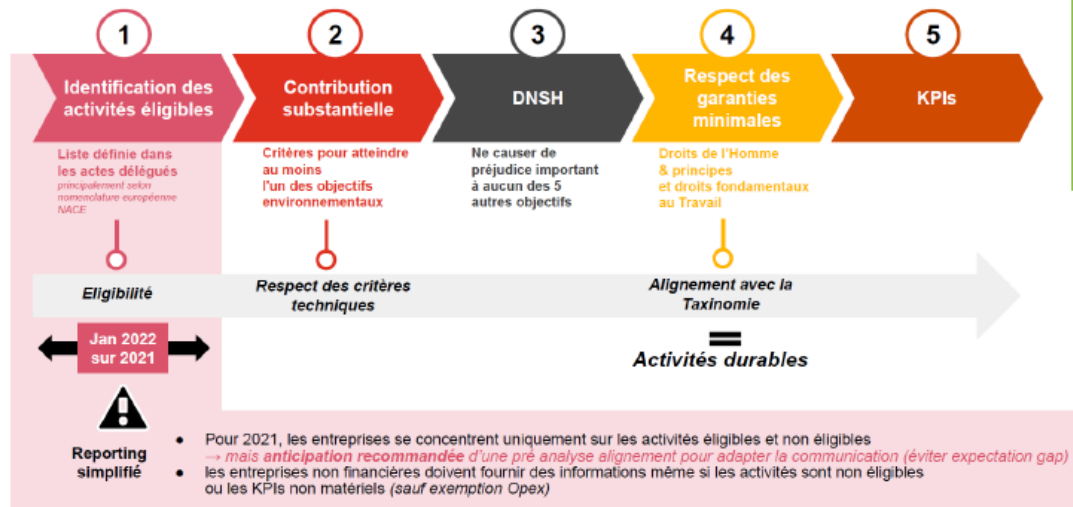 1
2
3
4
5
Identification des
activités éligibles
Contribution
substantielle
DNSH
Respect des
garanties
minimales
KPIs
Liste définie dans
les actes délégués
principalement selon
nomenclature européenne
NACE
Critères pour atteindre
au moins
l'un des objectifs
environnementaux
Ne causer de
préjudice important
à aucun des 5
autres objectifs
Droits de l'Homme
& principes
et droits fondamentaux
au Travail
Eligibilité
Respect des critères
techniques
Alignement avec la
Taxinomie
=
Activités durables
Jan 2022
sur 2021
Reporting
simplifié
● Pour 2021, les entreprises se concentrent uniquement sur les activités éligibles et non éligibles
→ mais anticipation recommandée d'une pré analyse alignement pour adapter la communication (éviter expectation gap)
● les entreprises non financières doivent fournir des informations même si les activités sont non éligibles
ou les KPIs non matériels (sauf exemption Opex)